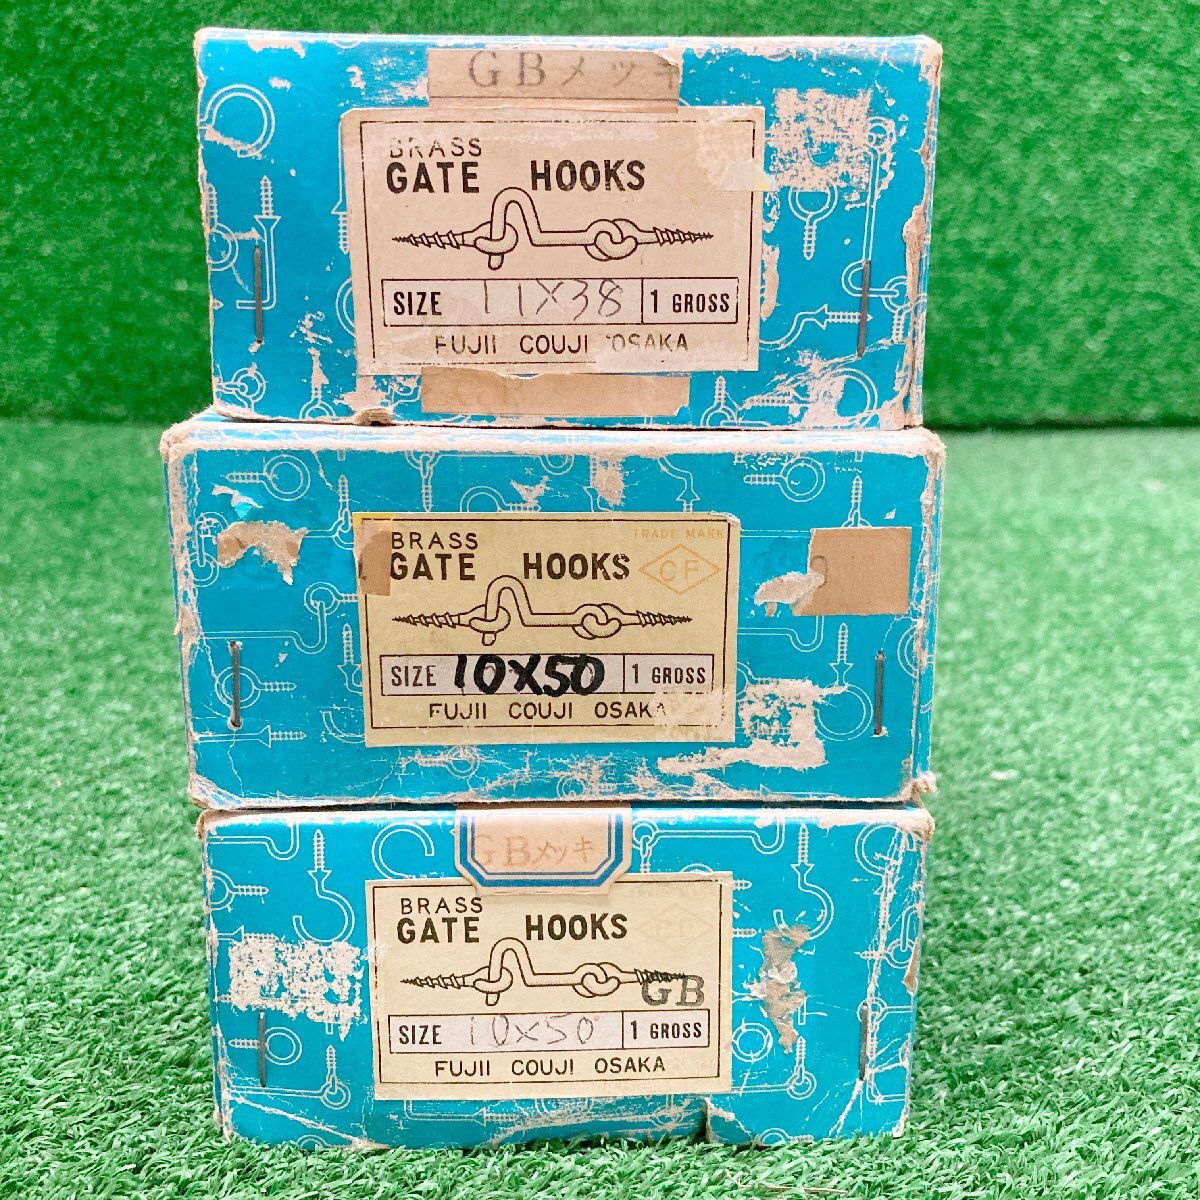 GBメッキ
BRASS
GATE HOOKS
SIZE 11X38 1 GROSS
FUJII COUJI OSAKA
TRADE MARK
BRASS
GATE HOOKS CF
SIZE 10X50 1 GROSS
FUJII COUJI OSAKA
GBメッキ
BRASS
GATE HOOKS
GB
SIZE 10X50 1 GROSS
FUJII COUJI OSAKA